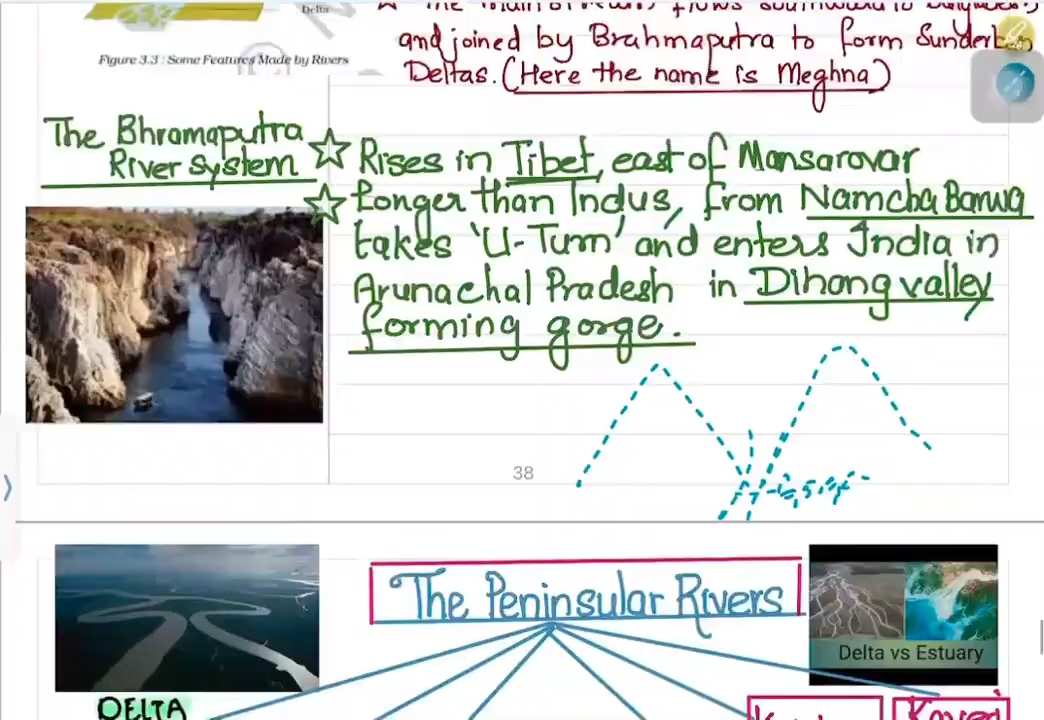 Delta
Figure 3.3 : Some Features Made by Rivers
and joined by Brahmaputra to form Sunderban
Deltas. (Here the name is Meghna)
The Bhramaputra
River System
Rises in Tibet, east of Mansarovar
Longer than Indus, from Namcha Barwa
takes 'U-Turn' and enters India in
Arunachal Pradesh in Dihang valley
forming gorge.
38
The Peninsular Rivers
Delta vs Estuary
DELTA
Kaveri